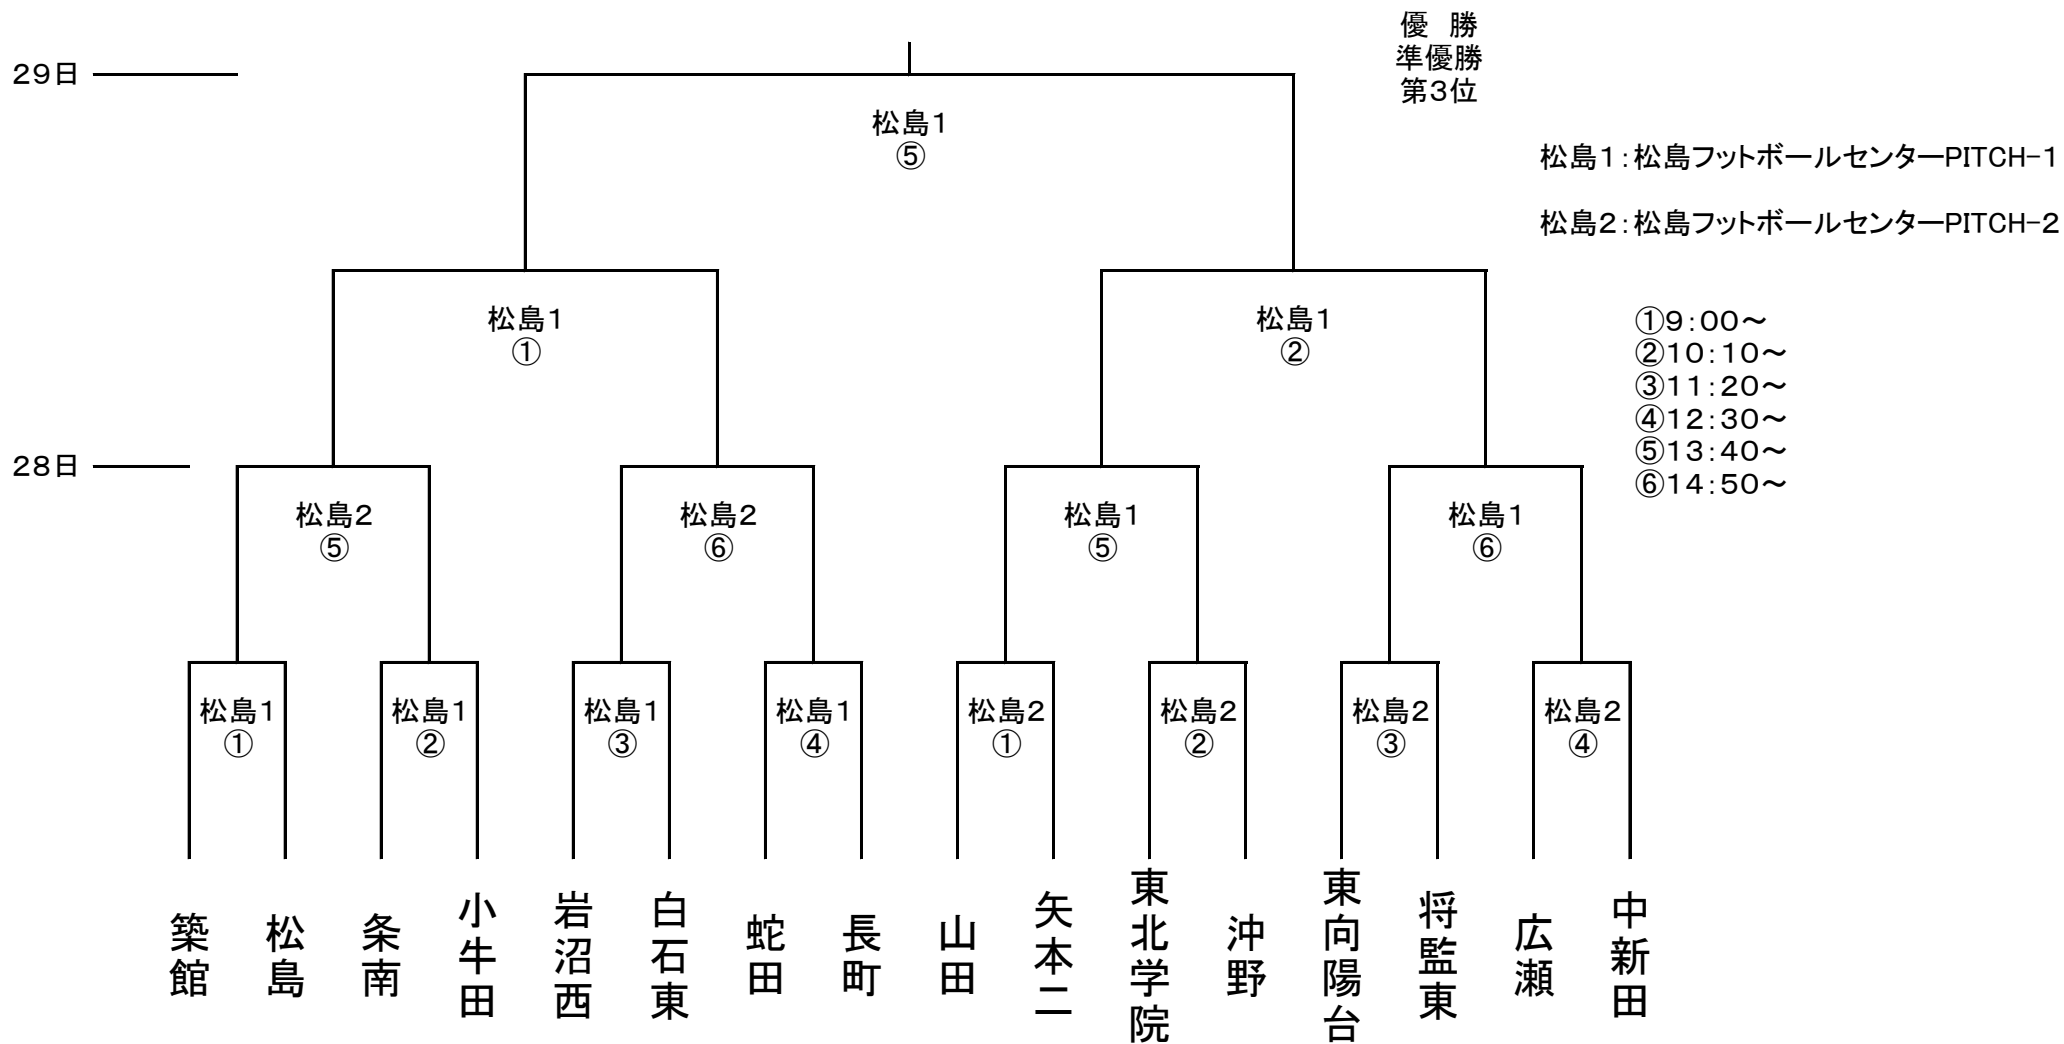 優　勝
準優勝
第3位
29日
松島1
⑤
松島1：松島フットボールセンターPITCH-1
松島2：松島フットボールセンターPITCH-2
松島1
①
松島1
②
①9：00～
②10：10～
③11：20～
④12：30～
⑤13：40～
⑥14：50～
28日
松島2
⑤
松島2
⑥
松島1
⑤
松島1
⑥
松島1
①
松島1
②
松島1
③
松島1
④
松島2
①
松島2
②
松島2
③
松島2
④
築館
松島
条南
小牛田
岩沼西
白石東
蛇田
長町
山田
矢本二
東北学院
沖野
東向陽台
将監東
広瀬
中新田